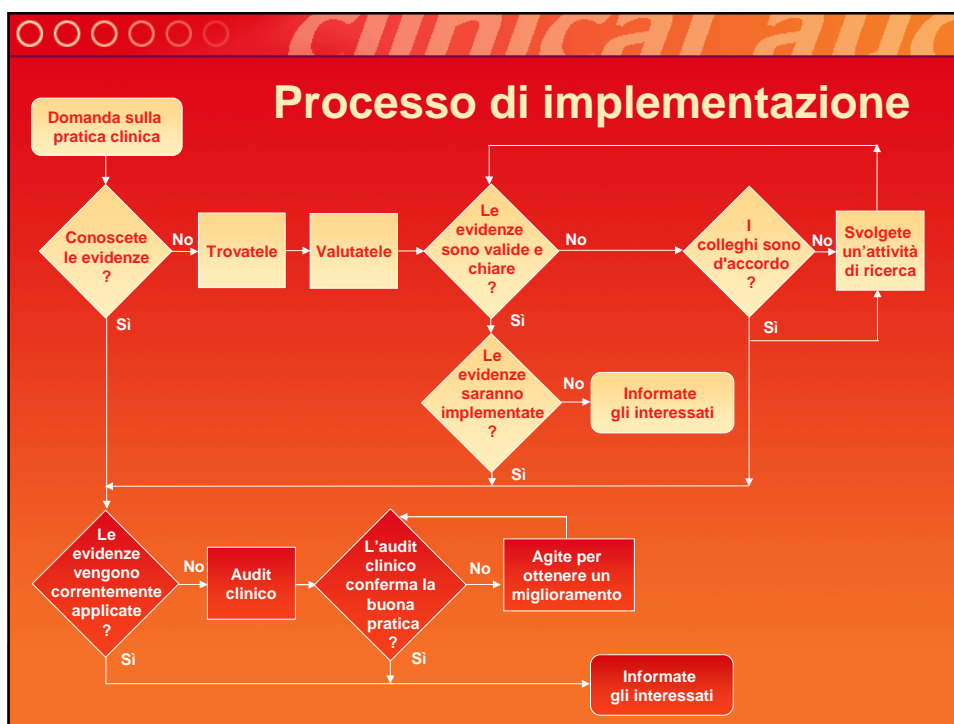 clinical aud
Processo di implementazione
Domanda sulla
pratica clinica
Conoscete
le evidenze
?
No
Sì
Trovatele
Valutatele
Le
evidenze
sono valide e
chiare
?
No
Sì
I
colleghi sono
d'accordo
?
No
Sì
Svolgete
un'attività
di ricerca
Le
evidenze
saranno
implementate
?
No
Sì
Informate
gli interessati
Le
evidenze
vengono
correntemente
applicate
?
No
Sì
Audit
clinico
L'audit
clinico
conferma la
buona
pratica
?
No
Sì
Agite per
ottenere un
miglioramento
Informate
gli interessati